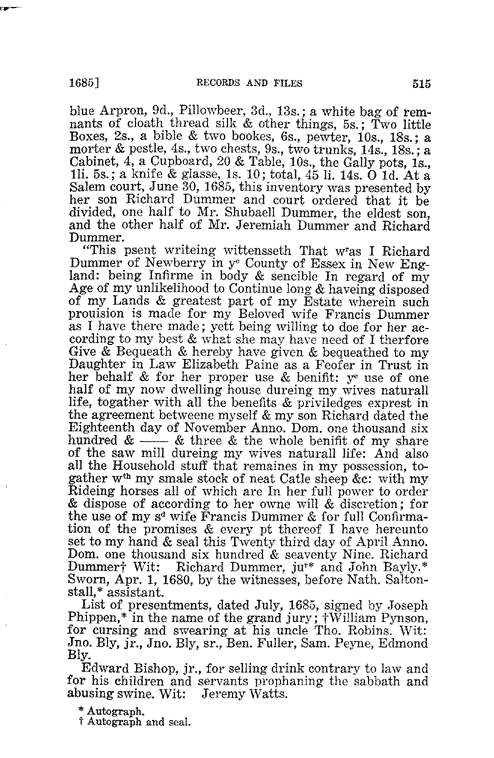 1685] RECORDS AND FILES 515
blue Arpron, 9d., Pillowbeer, 3d., 13s.; a white bag of rem-
nants of cloath thread silk & other things, 5s.; Two little
Boxes, 2s., a bible & two bookes, 6s., pewter, 10s., 18s.; a
morter & pestle, 4s., two chests, 9s., two trunks, 14s., 18s.; a
Cabinet, 4, a Cupboard, 20 & Table, 10s., the Gally pots, 1s.,
1li. 5s.; a knife & glasse, 1s. 10; total, 45 li. 14s. O 1d. At a
Salem court, June 30, 1685, this inventory was presented by
her son Richard Dummer and court ordered that it be
divided, one half to Mr. Shubaell Dummer, the eldest son,
and the other half of Mr. Jeremiah Dummer and Richard
Dummer.
"This psent writeing wittensseth That wʳas I Richard
Dummer of Newberry in yᵉ County of Essex in New Eng-
land: being Infirme in body & sencible In regard of my
Age of my unlikelihood to Continue long & haveing disposed
of my Lands & greatest part of my Estate wherein such
prouision is made for my Beloved wife Francis Dummer
as I have there made; yett being willing to doe for her ac-
cording to my best & what she may have need of I therfore
Give & Bequeath & hereby have given & bequeathed to my
Daughter in Law Elizabeth Paine as a Feofer in Trust in
her behalf & for her proper use & benifit: yᵉ use of one
half of my now dwelling house dureing my wives naturall
life, togather with all the benefits & priviledges exprest in
the agreement betweene myself & my son Richard dated the
Eighteenth day of November Anno. Dom. one thousand six
hundred & —— & three & the whole benifit of my share
of the saw mill dureing my wives naturall life: And also
all the Household stuff that remaines in my possession, to-
gather wᵗʰ my smale stock of neat Catle sheep &c: with my
Rideing horses all of which are In her full power to order
& dispose of according to her owne will & discretion; for
the use of my sᵈ wife Francis Dummer & for full Confirma-
tion of the promises & every pt thereof I have hereunto
set to my hand & seal this Twenty third day of April Anno.
Dom. one thousand six hundred & seaventy Nine. Richard
Dummer† Wit: Richard Dummer, juʳ* and John Bayly.*
Sworn, Apr. 1, 1680, by the witnesses, before Nath. Salton-
stall,* assistant.
List of presentments, dated July, 1685, signed by Joseph
Phippen,* in the name of the grand jury; †William Pynson,
for cursing and swearing at his uncle Tho. Robins. Wit:
Jno. Bly, jr., Jno. Bly, sr., Ben. Fuller, Sam. Peyne, Edmond
Bly.
Edward Bishop, jr., for selling drink contrary to law and
for his children and servants prophaning the sabbath and
abusing swine. Wit: Jeremy Watts.
* Autograph.
† Autograph and seal.